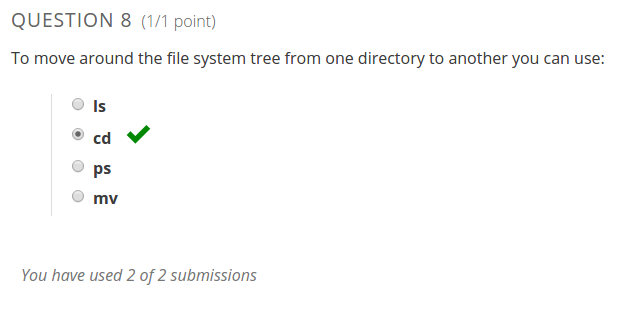 QUESTION 8 (1/1 point)
To move around the file system tree from one directory to another you can use:
ls
cd
ps
mv
You have used 2 of 2 submissions